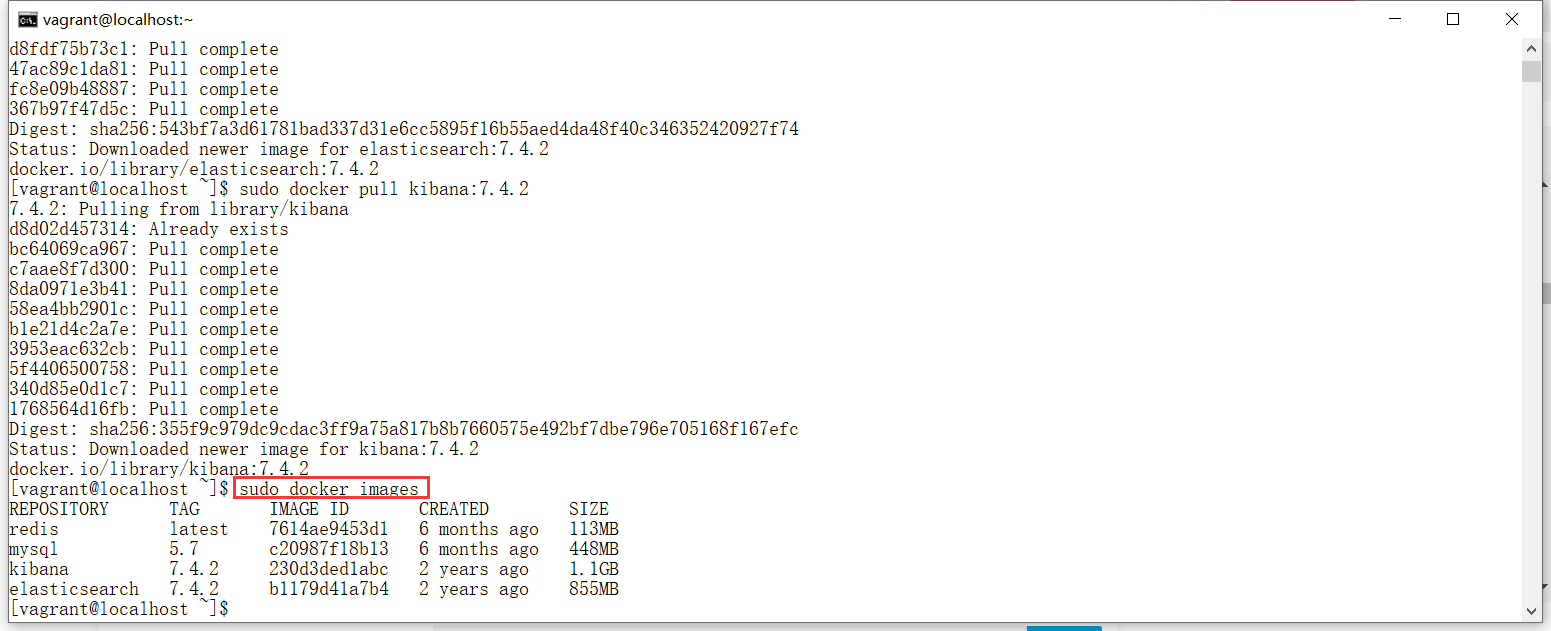 vagrant@localhost:~
d8fdf75b73c1: Pull complete
47ac89c1da81: Pull complete
fc8e09b48887: Pull complete
367b97f47d5c: Pull complete
Digest: sha256:543bf7a3d61781bad337d31e6cc5895f16b55aed4da48f40c346352420927f74
Status: Downloaded newer image for elasticsearch:7.4.2
docker.io/library/elasticsearch:7.4.2
[vagrant@localhost ~]$ sudo docker pull kibana:7.4.2
7.4.2: Pulling from library/kibana
d8d02d457314: Already exists
bc64069ca967: Pull complete
c7aae8f7d300: Pull complete
8da0971e3b41: Pull complete
58ea4bb2901c: Pull complete
b1e21d4c2a7e: Pull complete
3953eac632cb: Pull complete
5f4406500758: Pull complete
340d85e0d1c7: Pull complete
1768564d16fb: Pull complete
Digest: sha256:355f9c979dc9cdac3ff9a75a817b8b7660575e492bf7dbe796e705168f167efc
Status: Downloaded newer image for kibana:7.4.2
docker.io/library/kibana:7.4.2
[vagrant@localhost ~]$ sudo docker images
REPOSITORY TAG IMAGE ID CREATED SIZE
redis latest 7614ae9453d1 6 months ago 113MB
mysql 5.7 c20987f18b13 6 months ago 448MB
kibana 7.4.2 230d3ded1abc 2 years ago 1.1GB
elasticsearch 7.4.2 b1179d41a7b4 2 years ago 855MB
[vagrant@localhost ~]$